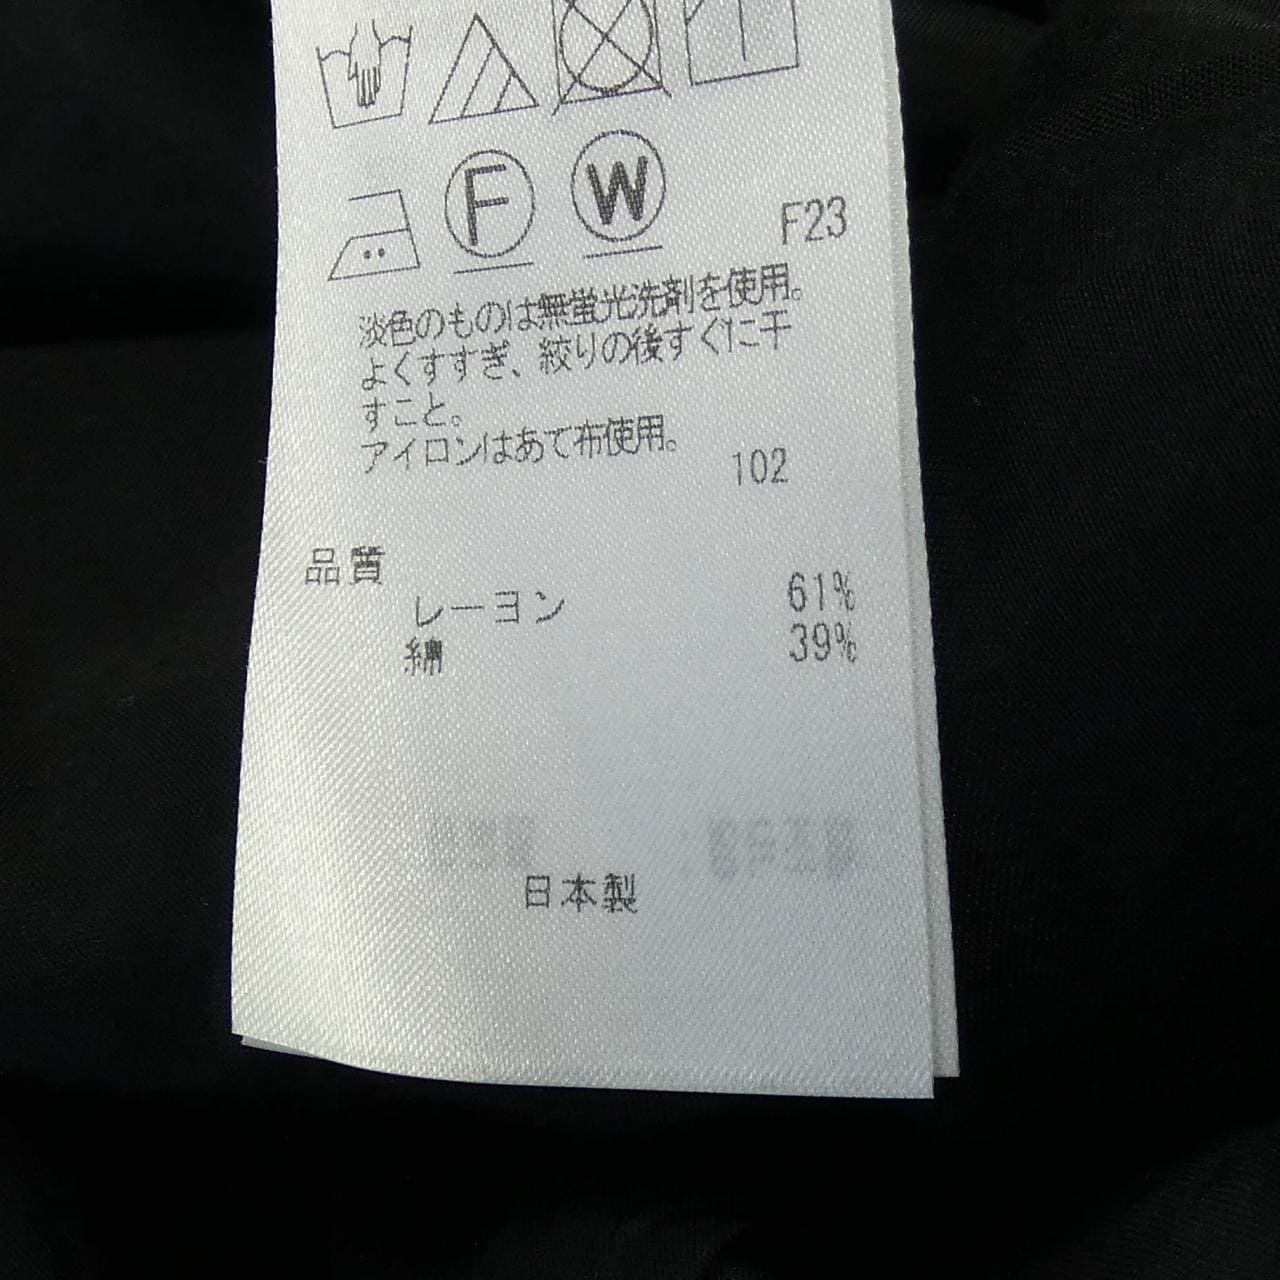 F W
F23
淡色のものは無蛍光洗剤を使用。
よくすすぎ、絞りの後すぐに干
すこと。
アイロンはあて布使用。
102
品質
レーヨン 61%
綿 39%
日本製